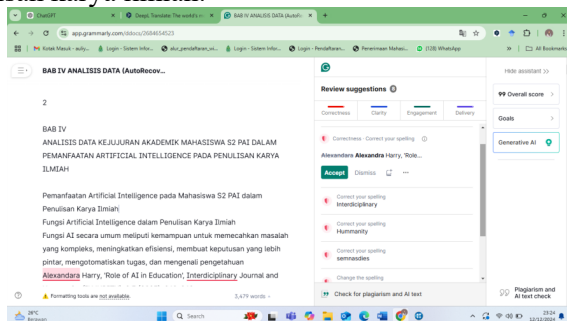 ChatGPT
DeepL Translate: The world's m
BAB IV ANALISIS DATA (AutoRe
app.grammarly.com/ddocs/2684654523
Kotak Masuk - auliy...
Login - Sistem Infor...
alur_pendaftaran_wi...
Login - Sistem Infor...
Login - Pendaftaran...
Penerimaan Mahasi...
(108) WhatsApp
All Bookmarks
BAB IV ANALISIS DATA (AutoRecov...
2
BAB IV
ANALISIS DATA KEJUJURAN AKADEMIK MAHASISWA S2 PAI DALAM
PEMANFAATAN ARTIFICIAL INTELLIGENCE PADA PENULISAN KARYA
ILMIAH
Pemanfaatan Artificial Intelligence pada Mahasiswa S2 PAI dalam
Penulisan Karya Ilmiah
Fungsi Artificial Intelligence dalam Penulisan Karya Ilmiah
Fungsi AI secara umum meliputi kemampuan untuk memecahkan masalah
yang kompleks, meningkatkan efisiensi, membuat keputusan yang lebih
pintar, mengotomatiskan tugas, dan mengenali pengetahuan
Alexandara Harry, 'Role of AI in Education', Interdiciplinary Journal and
Formatting tools are not available.
3,479 words
Review suggestions
Correctness
Clarity
Engagement
Delivery
Correctness · Correct your spelling
Alexandara Alexandra Harry, 'Role...
Accept
Dismiss
Correct your spelling
Interdiciplinary
Correct your spelling
Hummanity
Correct your spelling
semnasdies
Change the spelling
Check for plagiarism and AI text
Hide assistant
99 Overall score
Goals
Generative AI
Plagiarism and
AI text check
28°C
Berawan
Search
23:24
12/12/2024